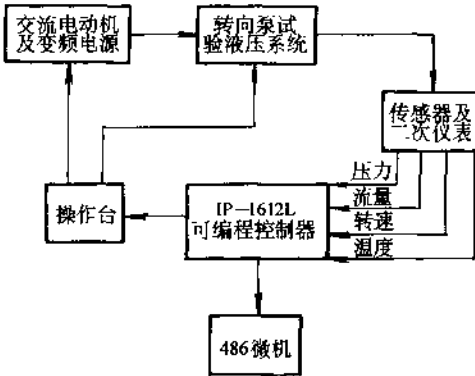 交流电动机
及变频电源
转向泵试
验液压系统
传感器及
二次仪表
压力
流量
转速
温度
操作台
IP—1612L
可编程控制器
486微机